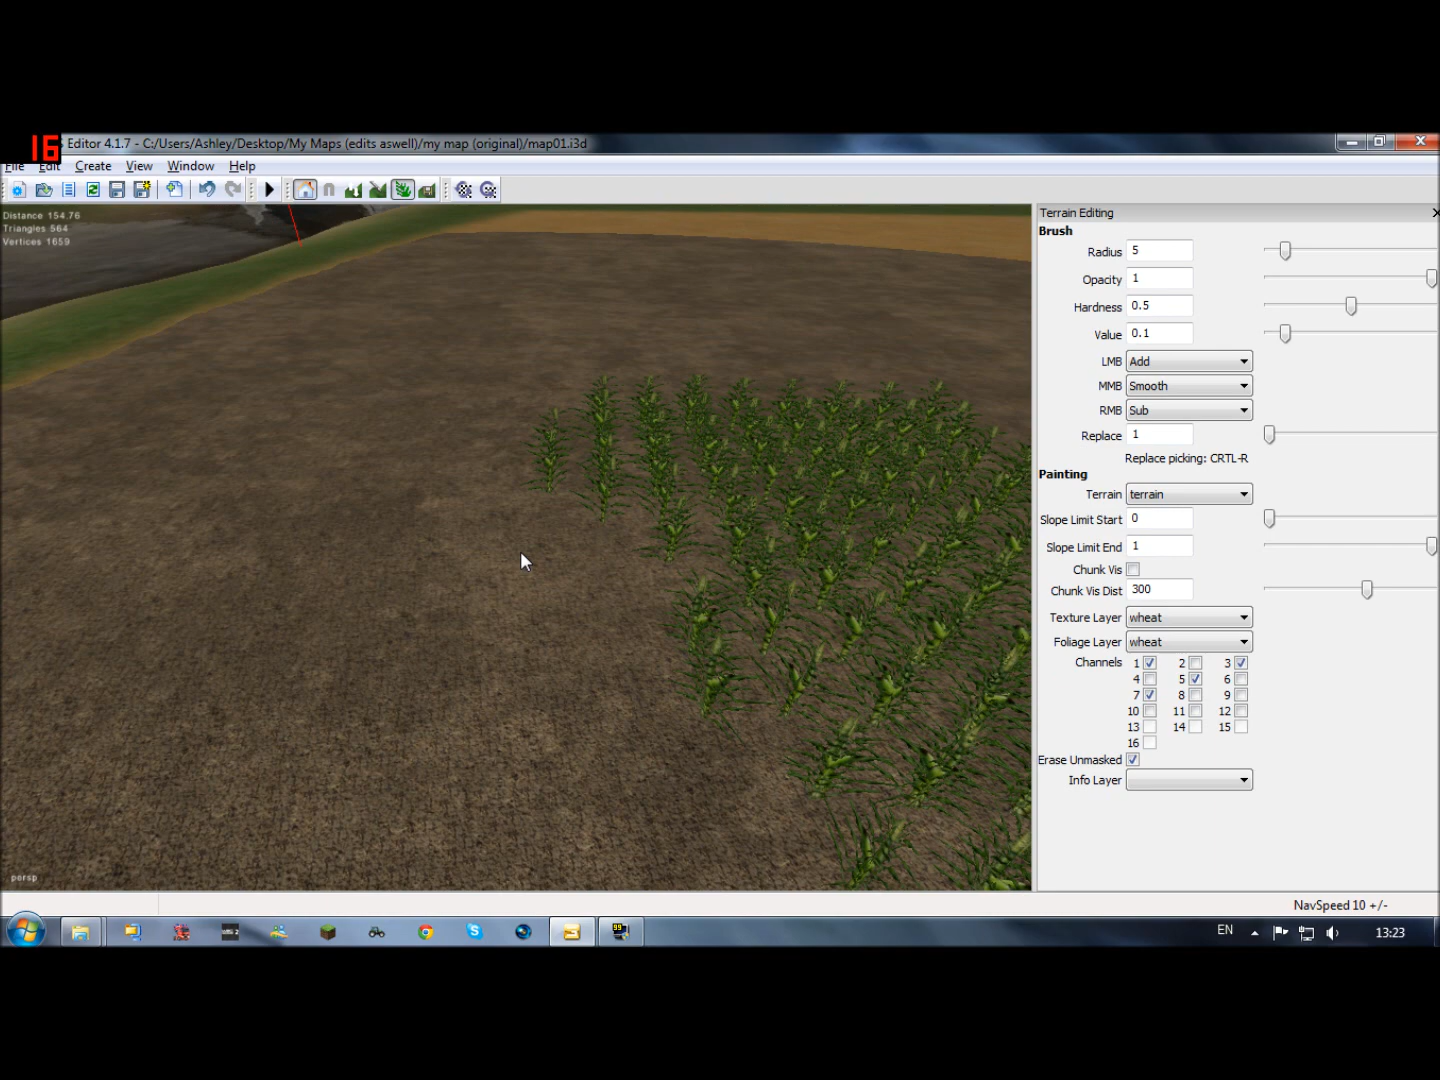 16
Editor 4.1.7 - C:/Users/Ashley/Desktop/My Maps (edits aswell)/my map (original)/map01.i3d
File Edit Create View Window Help
Distance 154.76
Triangles 564
Vertices 1659
persp
Terrain Editing
Brush
Radius 5
Opacity 1
Hardness 0.5
Value 0.1
LMB Add
MMB Smooth
RMB Sub
Replace 1
Replace picking: CRTL-R
Painting
Terrain terrain
Slope Limit Start 0
Slope Limit End 1
Chunk Vis
Chunk Vis Dist 300
Texture Layer wheat
Foliage Layer wheat
Channels 1 2 3
4 5 6
7 8 9
10 11 12
13 14 15
16
Erase Unmasked
Info Layer
NavSpeed 10 +/-
99
EN 13:23